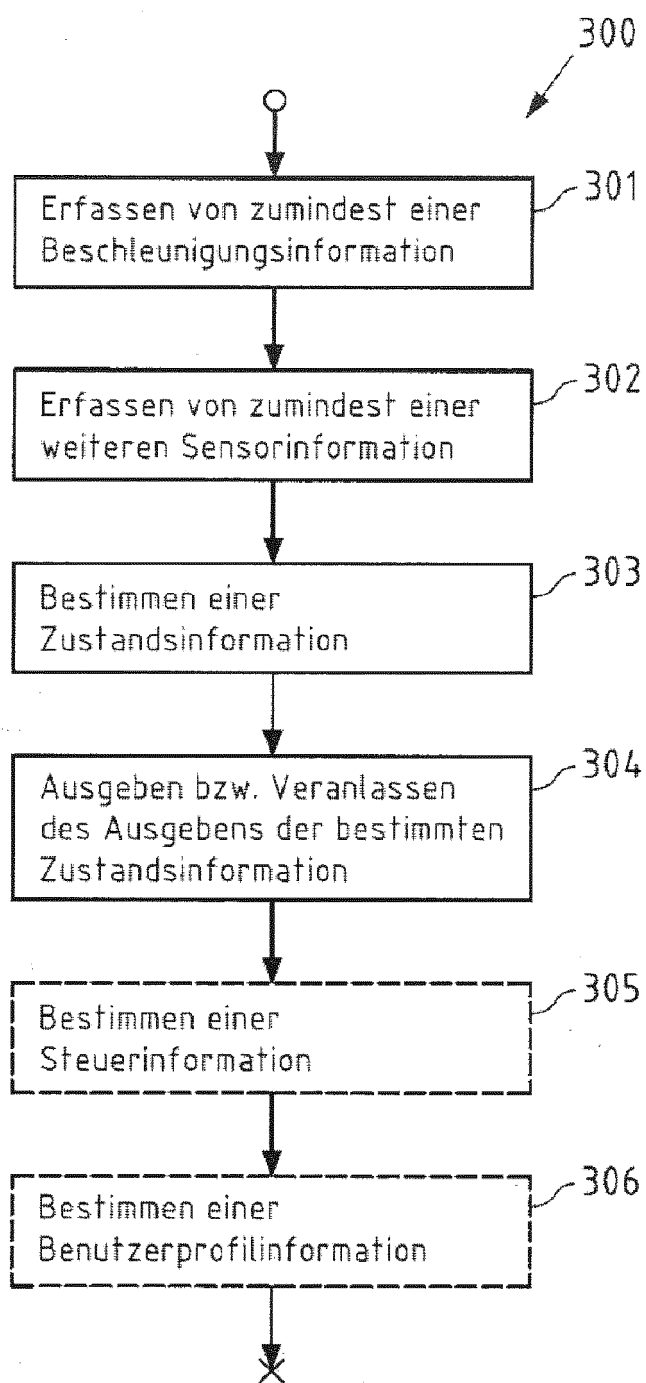 300
301
Erfassen von zumindest einer
Beschleunigungsinformation
302
Erfassen von zumindest einer
weiteren Sensorinformation
303
Bestimmen einer
Zustandsinformation
304
Ausgeben bzw. Veranlassen
des Ausgebens der bestimmten
Zustandsinformation
305
Bestimmen einer
Steuerinformation
306
Bestimmen einer
Benutzerprofilinformation